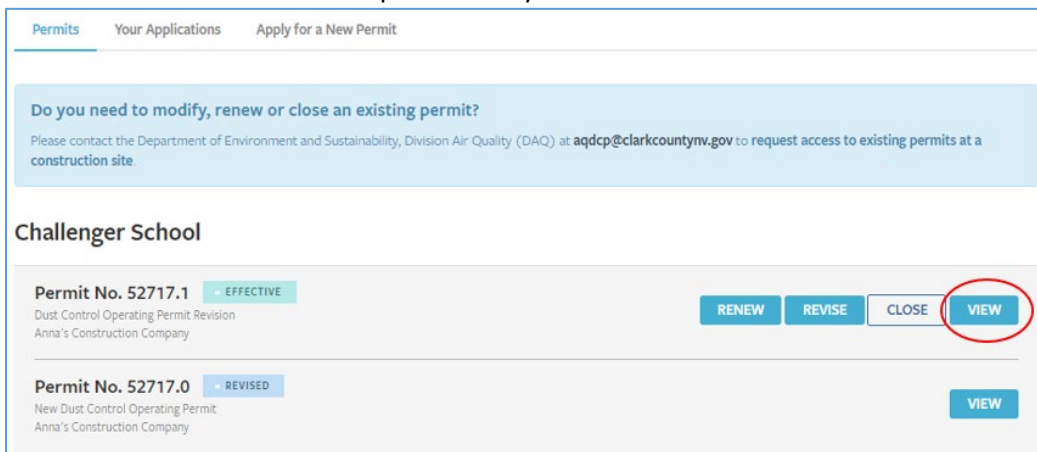 Permits Your Applications Apply for a New Permit
Do you need to modify, renew or close an existing permit?
Please contact the Department of Environment and Sustainability, Division Air Quality (DAQ) at aqdcp@clarkcountynv.gov to request access to existing permits at a
construction site.
Challenger School
Permit No. 52717.1 EFFECTIVE
Dust Control Operating Permit Revision
Anna's Construction Company
RENEW REVISE CLOSE VIEW
Permit No. 52717.0 REVISED
New Dust Control Operating Permit
Anna's Construction Company
VIEW